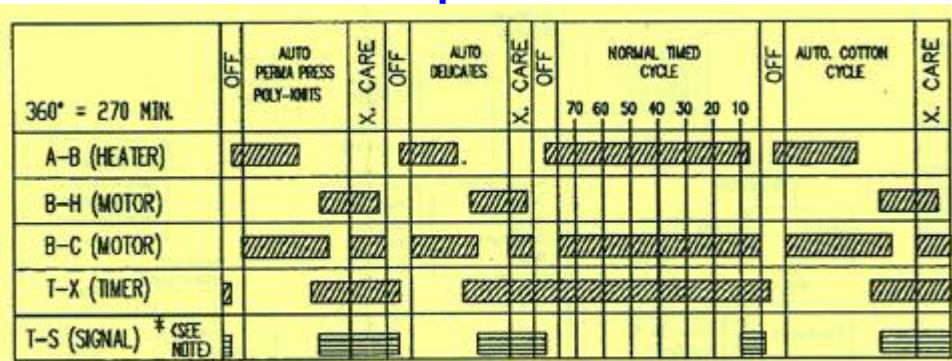 OFF AUTO PERMA PRESS POLY-KNITS X. CARE OFF AUTO DELICATES X. CARE OFF NORMAL TIMED CYCLE OFF AUTO. COTTON CYCLE X. CARE
70 60 50 40 30 20 10
360° = 270 MIN.
A-B (HEATER)
B-H (MOTOR)
B-C (MOTOR)
T-X (TIMER)
T-S (SIGNAL) * (SEE NOTE)